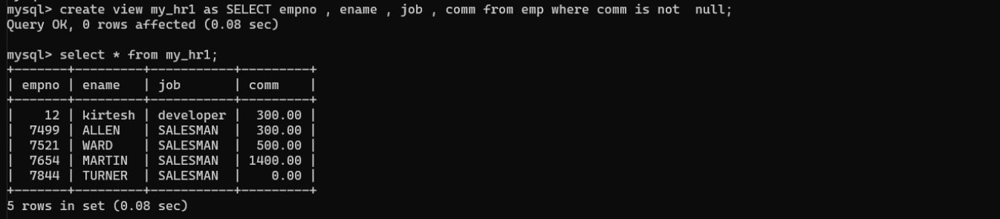 mysql> create view my_hr1 as SELECT empno , ename , job , comm from emp where comm is not  null;
Query OK, 0 rows affected (0.08 sec)
mysql> select * from my_hr1;
+-------+---------+-----------+---------+
| empno | ename   | job       | comm    |
+-------+---------+-----------+---------+
|    12 | kirtesh | developer |  300.00 |
|  7499 | ALLEN   | SALESMAN  |  300.00 |
|  7521 | WARD    | SALESMAN  |  500.00 |
|  7654 | MARTIN  | SALESMAN  | 1400.00 |
|  7844 | TURNER  | SALESMAN  |    0.00 |
+-------+---------+-----------+---------+
5 rows in set (0.08 sec)